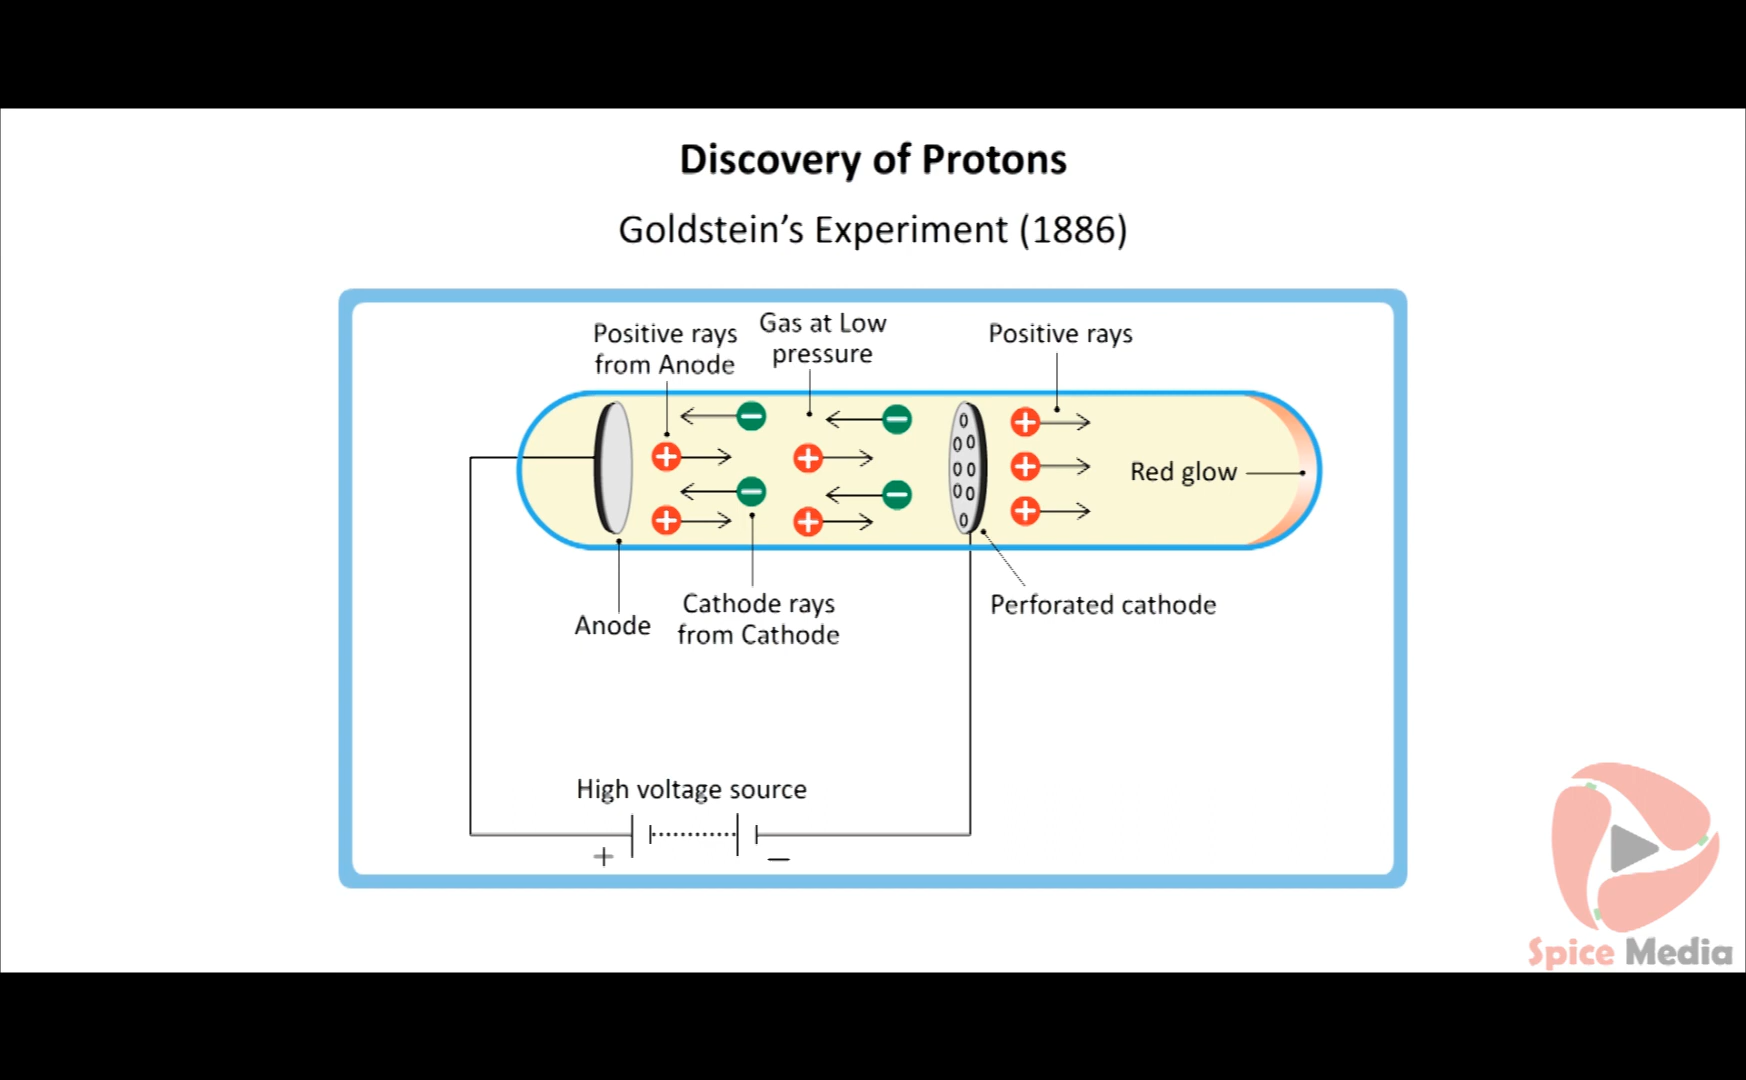 Discovery of Protons
Goldstein's Experiment (1886)
Positive rays
from Anode
Gas at Low
pressure
Positive rays
Red glow
Anode
Cathode rays
from Cathode
Perforated cathode
High voltage source
+
−
Spice Media